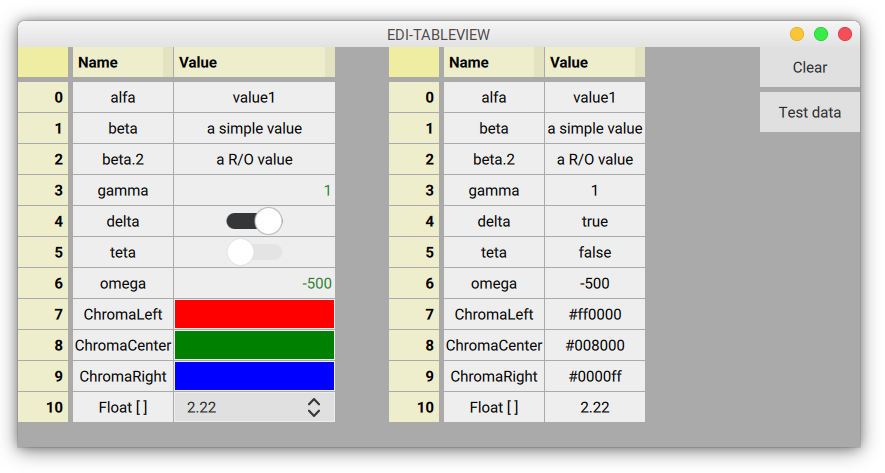 EDI-TABLEVIEW
Name Value
0 alfa value1
1 beta a simple value
2 beta.2 a R/O value
3 gamma 1
4 delta
5 teta
6 omega -500
7 ChromaLeft
8 ChromaCenter
9 ChromaRight
10 Float [ ] 2.22
Name Value
0 alfa value1
1 beta a simple value
2 beta.2 a R/O value
3 gamma 1
4 delta true
5 teta false
6 omega -500
7 ChromaLeft #ff0000
8 ChromaCenter #008000
9 ChromaRight #0000ff
10 Float [ ] 2.22
Clear
Test data